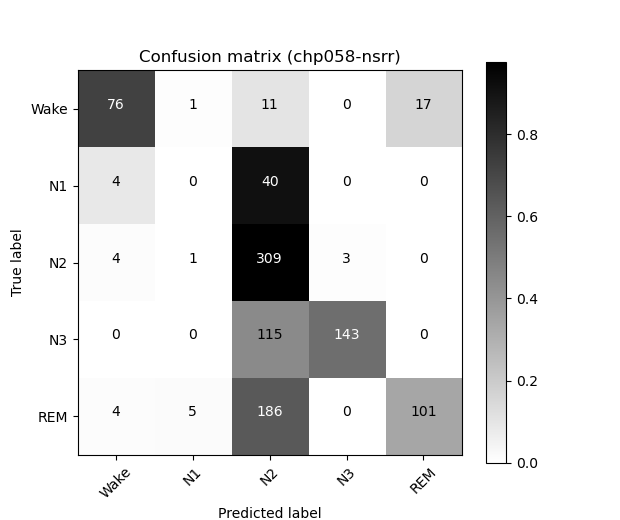 Confusion matrix (chp058-nsrr)
Wake 76 1 11 0 17
N1 4 0 40 0 0
N2 4 1 309 3 0
N3 0 0 115 143 0
REM 4 5 186 0 101
Wake N1 N2 N3 REM
True label
Predicted label
0.8
0.6
0.4
0.2
0.0